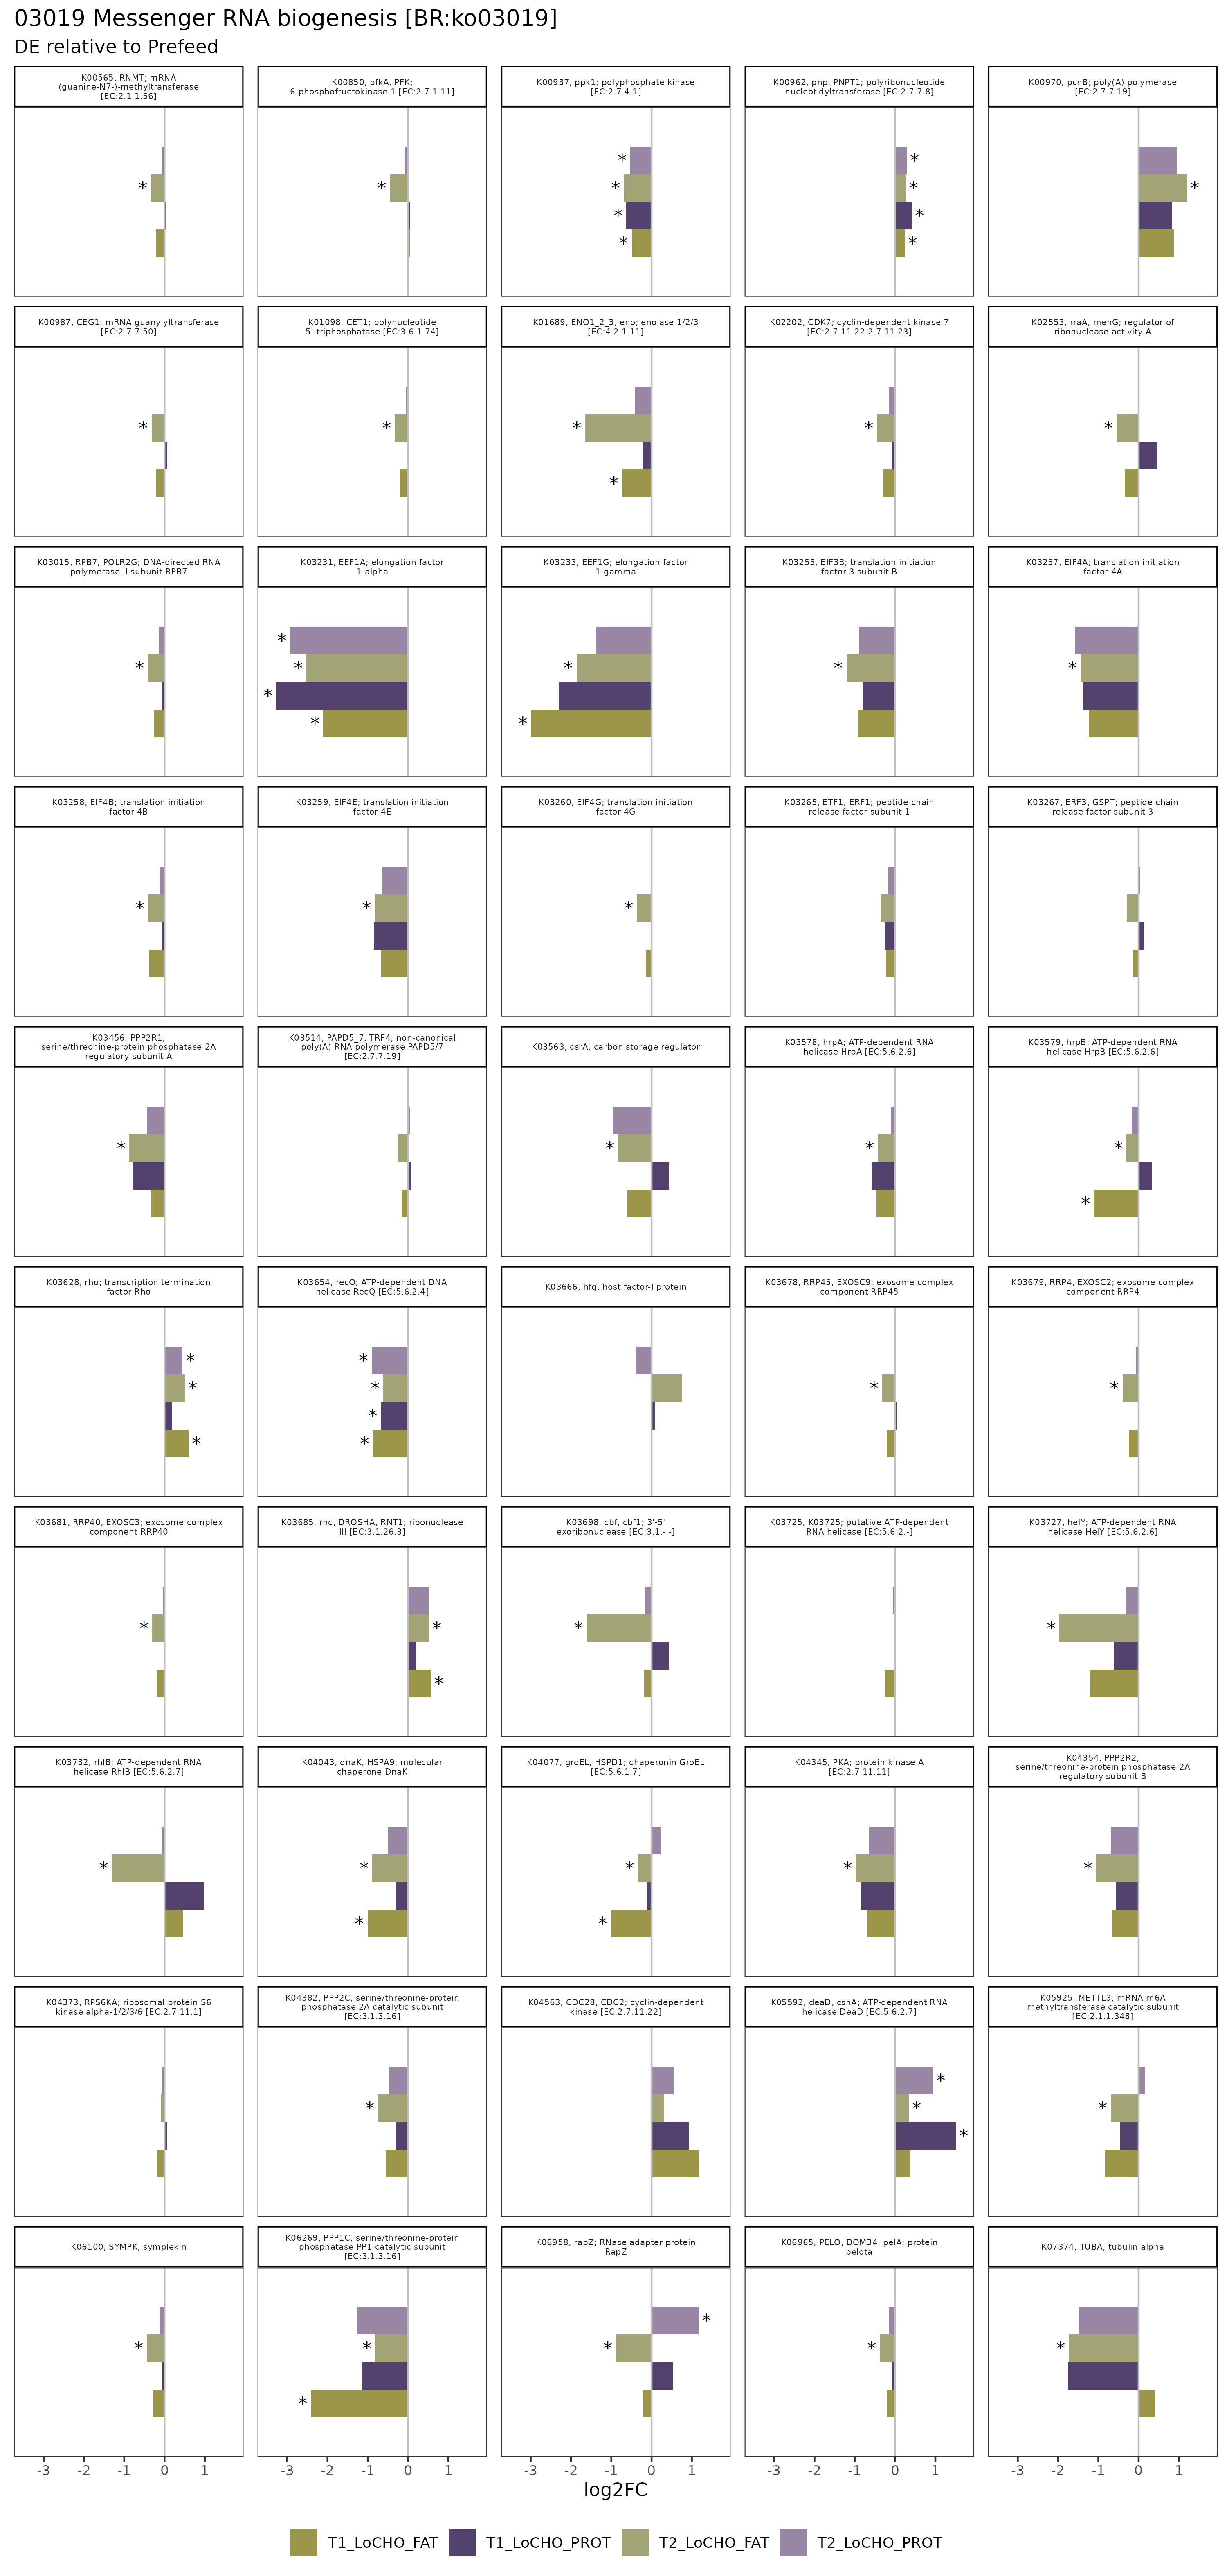 03019 Messenger RNA biogenesis [BR:ko03019]
DE relative to Prefeed
K00565, RNMT; mRNA
(guanine-N7-)-methyltransferase
[EC:2.1.1.56]
K00850, pfkA, PFK;
6-phosphofructokinase 1 [EC:2.7.1.11]
K00937, ppk1; polyphosphate kinase
[EC:2.7.4.1]
K00962, pnp, PNPT1; polyribonucleotide
nucleotidyltransferase [EC:2.7.7.8]
K00970, pcnB; poly(A) polymerase
[EC:2.7.7.19]
* * * * * * * * * * *
K00987, CEG1; mRNA guanylyltransferase
[EC:2.7.7.50]
K01098, CET1; polynucleotide
5'-triphosphatase [EC:3.6.1.74]
K01689, ENO1_2_3, eno; enolase 1/2/3
[EC:4.2.1.11]
K02202, CDK7; cyclin-dependent kinase 7
[EC:2.7.11.22 2.7.11.23]
K02553, rraA, menG; regulator of
ribonuclease activity A
* * * * * *
K03015, RPB7, POLR2G; DNA-directed RNA
polymerase II subunit RPB7
K03231, EEF1A; elongation factor
1-alpha
K03233, EEF1G; elongation factor
1-gamma
K03253, EIF3B; translation initiation
factor 3 subunit B
K03257, EIF4A; translation initiation
factor 4A
* * * * * * * * *
K03258, EIF4B; translation initiation
factor 4B
K03259, EIF4E; translation initiation
factor 4E
K03260, EIF4G; translation initiation
factor 4G
K03265, ETF1, ERF1; peptide chain
release factor subunit 1
K03267, ERF3, GSPT; peptide chain
release factor subunit 3
* * *
K03456, PPP2R1;
serine/threonine-protein phosphatase 2A
regulatory subunit A
K03514, PAPD5_7, TRF4; non-canonical
poly(A) RNA polymerase PAPD5/7
[EC:2.7.7.19]
K03563, csrA; carbon storage regulator
K03578, hrpA; ATP-dependent RNA
helicase HrpA [EC:5.6.2.6]
K03579, hrpB; ATP-dependent RNA
helicase HrpB [EC:5.6.2.6]
* * * * *
K03628, rho; transcription termination
factor Rho
K03654, recQ; ATP-dependent DNA
helicase RecQ [EC:5.6.2.4]
K03666, hfq; host factor-I protein
K03678, RRP45, EXOSC9; exosome complex
component RRP45
K03679, RRP4, EXOSC2; exosome complex
component RRP4
* * * * * * * * *
K03681, RRP40, EXOSC3; exosome complex
component RRP40
K03685, rnc, DROSHA, RNT1; ribonuclease
III [EC:3.1.26.3]
K03698, cbf, cbf1; 3'-5'
exoribonuclease [EC:3.1.-.-]
K03725, K03725; putative ATP-dependent
RNA helicase [EC:5.6.2.-]
K03727, helY; ATP-dependent RNA
helicase HelY [EC:5.6.2.6]
* * * * *
K03732, rhlB; ATP-dependent RNA
helicase RhlB [EC:5.6.2.7]
K04043, dnaK, HSPA9; molecular
chaperone DnaK
K04077, groEL, HSPD1; chaperonin GroEL
[EC:5.6.1.7]
K04345, PKA; protein kinase A
[EC:2.7.11.11]
K04354, PPP2R2;
serine/threonine-protein phosphatase 2A
regulatory subunit B
* * * * * * *
K04373, RPS6KA; ribosomal protein S6
kinase alpha-1/2/3/6 [EC:2.7.11.1]
K04382, PPP2C; serine/threonine-protein
phosphatase 2A catalytic subunit
[EC:3.1.3.16]
K04563, CDC28, CDC2; cyclin-dependent
kinase [EC:2.7.11.22]
K05592, deaD, cshA; ATP-dependent RNA
helicase DeaD [EC:5.6.2.7]
K05925, METTL3; mRNA m6A
methyltransferase catalytic subunit
[EC:2.1.1.348]
* * * * *
K06100, SYMPK; symplekin
K06269, PPP1C; serine/threonine-protein
phosphatase PP1 catalytic subunit
[EC:3.1.3.16]
K06958, rapZ; RNase adapter protein
RapZ
K06965, PELO, DOM34, pelA; protein
pelota
K07374, TUBA; tubulin alpha
* * * * * * *
-3 -2 -1 0 1
-3 -2 -1 0 1
-3 -2 -1 0 1
-3 -2 -1 0 1
-3 -2 -1 0 1
log2FC
T1_LoCHO_FAT
T1_LoCHO_PROT
T2_LoCHO_FAT
T2_LoCHO_PROT